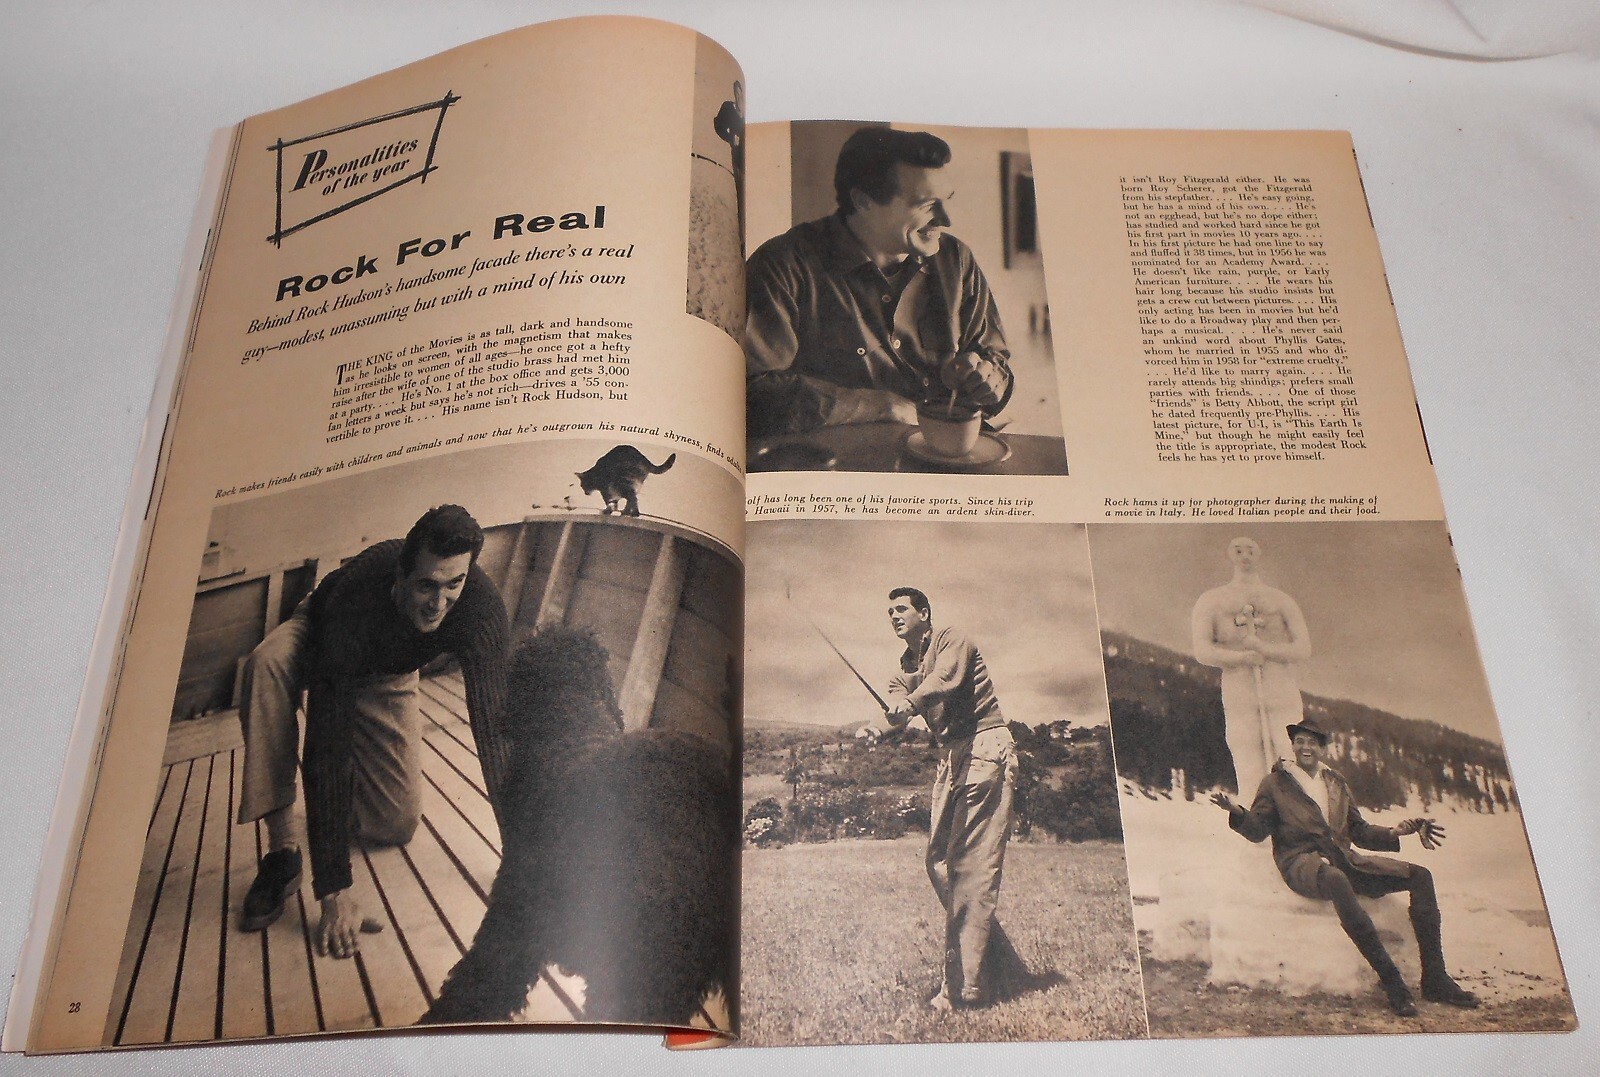 Personalities
of the year
Rock For Real
Behind Rock Hudson's handsome facade there's a real
guy—modest, unassuming but with a mind of his own
THE KING of the Movies is as tall, dark and handsome
as he looks on screen, with the magnetism that makes
him irresistible to women of all ages—he once got a hefty
raise after the wife of one of the studio brass had met him
at a party. . . . He's No. 1 at the box office and gets 3,000
fan letters a week but says he's not rich—drives a '55 con-
vertible to prove it. . . . His name isn't Rock Hudson, but
Rock makes friends easily with children and animals and now that he's outgrown his natural shyness, finds
28
it isn't Roy Fitzgerald either. He was
born Roy Scherer, got the Fitzgerald
from his stepfather. . . . He's easy going,
but he has a mind of his own. . . . He's
not an egghead, but he's no dope either;
has studied and worked hard since he got
his first part in movies 10 years ago. . . .
In his first picture he had one line to say
and fluffed it 38 times, but in 1956 he was
nominated for an Academy Award. . . .
He doesn't like rain, purple, or Early
American furniture. . . . He wears his
hair long because his studio insists but
gets a crew cut between pictures. . . . His
only acting has been in movies but he'd
like to do a Broadway play and then per-
haps a musical. . . . He's never said
an unkind word about Phyllis Gates,
whom he married in 1955 and who di-
vorced him in 1958 for "extreme cruelty."
. . . He'd like to marry again. . . . He
rarely attends big shindigs; prefers small
parties with friends. . . . One of those
"friends" is Betty Abbott, the script girl
he dated frequently pre-Phyllis. . . . His
latest picture, for U-I, is "This Earth Is
Mine," but though he might easily feel
the title is appropriate, the modest Rock
feels he has yet to prove himself.
olf has long been one of his favorite sports. Since his trip
Hawaii in 1957, he has become an ardent skin-diver.
Rock hams it up for photographer during the making of
a movie in Italy. He loved Italian people and their food.